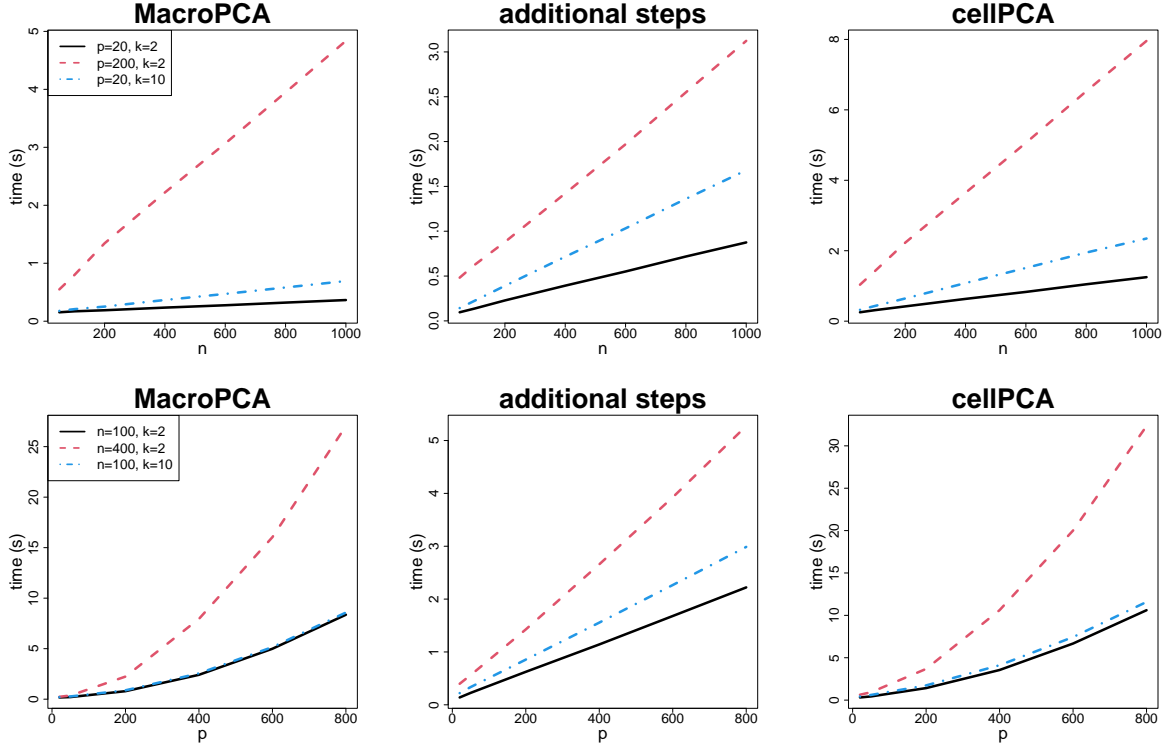 MacroPCA
additional steps
cellPCA
time (s)
0 1 2 3 4 5
p=20, k=2
p=200, k=2
p=20, k=10
200 400 600 800 1000
n
time (s)
0.0 0.5 1.0 1.5 2.0 2.5 3.0
200 400 600 800 1000
n
time (s)
0 2 4 6 8
200 400 600 800 1000
n
MacroPCA
additional steps
cellPCA
time (s)
0 5 10 15 20 25
n=100, k=2
n=400, k=2
n=100, k=10
0 200 400 600 800
p
time (s)
0 1 2 3 4 5
0 200 400 600 800
p
time (s)
0 5 10 15 20 25 30
0 200 400 600 800
p